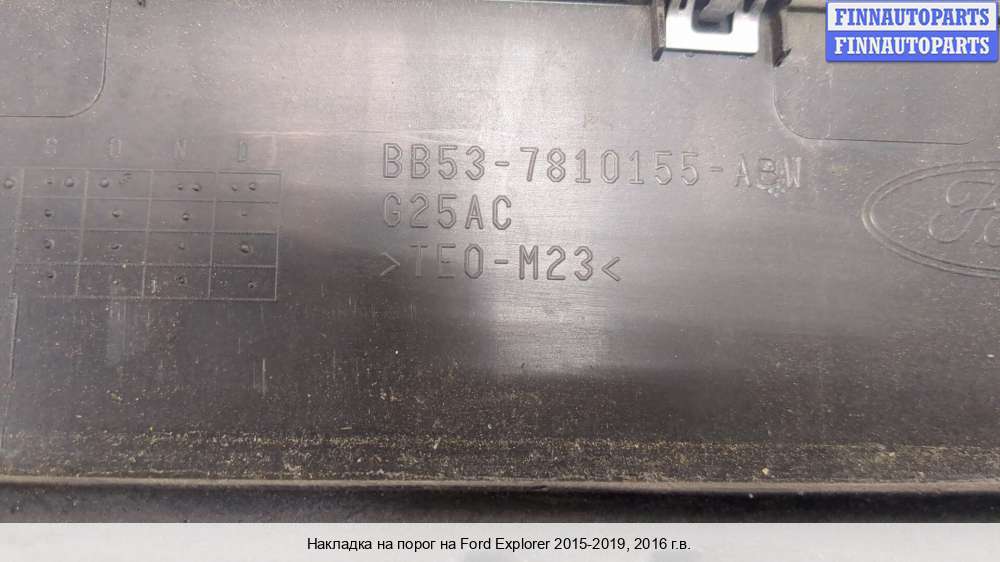 FINNAUTOPARTS
FINNAUTOPARTS
S O N D
BB53-7810155-ABW
G25AC
>TEO-M23<
Накладка на порог на Ford Explorer 2015-2019, 2016 г.в.